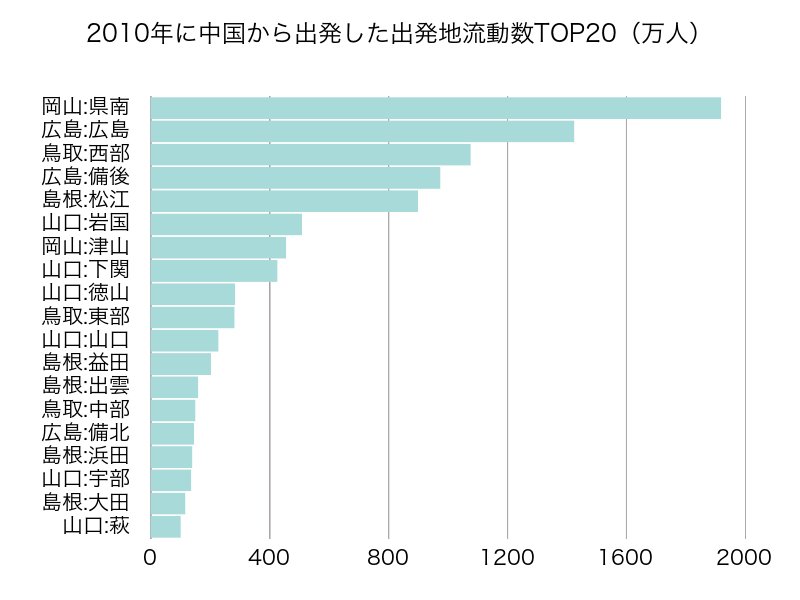 2010年に中国から出発した出発地流動数TOP20（万人）
岡山:県南
広島:広島
鳥取:西部
広島:備後
島根:松江
山口:岩国
岡山:津山
山口:下関
山口:徳山
鳥取:東部
山口:山口
島根:益田
島根:出雲
鳥取:中部
広島:備北
島根:浜田
山口:宇部
島根:大田
山口:萩
0 400 800 1200 1600 2000